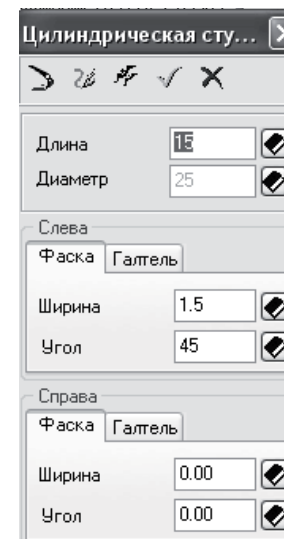 Цилиндрическая сту...
Длина 15
Диаметр 25
Слева
Фаска Галтель
Ширина 1.5
Угол 45
Справа
Фаска Галтель
Ширина 0.00
Угол 0.00